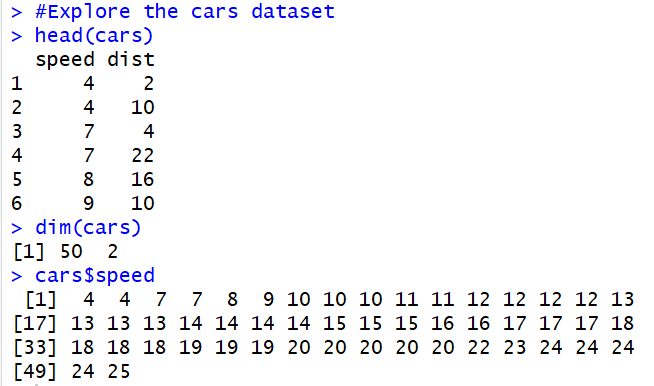 > #Explore the cars dataset
> head(cars)
  speed dist
1     4    2
2     4   10
3     7    4
4     7   22
5     8   16
6     9   10
> dim(cars)
[1] 50  2
> cars$speed
 [1]  4  4  7  7  8  9 10 10 10 11 11 12 12 12 12 13
[17] 13 13 13 14 14 14 14 15 15 15 16 16 17 17 17 18
[33] 18 18 18 19 19 19 20 20 20 20 20 22 23 24 24 24
[49] 24 25